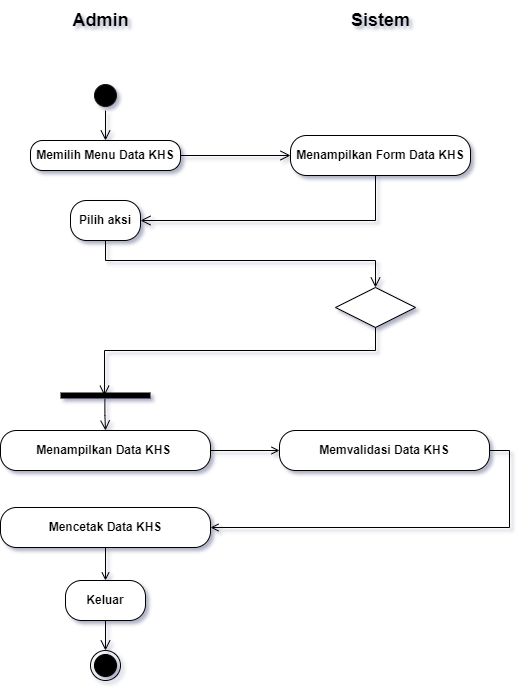 Admin
Sistem
Memilih Menu Data KHS
Menampilkan Form Data KHS
Pilih aksi
Menampilkan Data KHS
Memvalidasi Data KHS
Mencetak Data KHS
Keluar